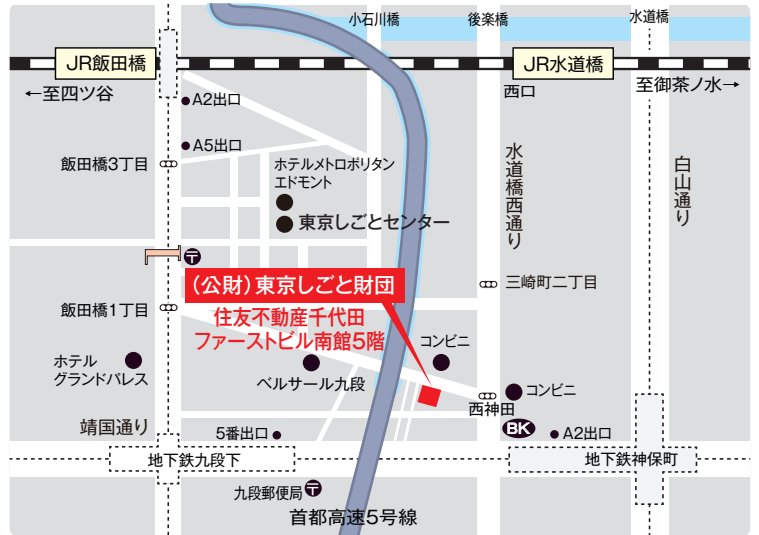 小石川橋
後楽橋
水道橋
JR飯田橋
JR水道橋
←至四ツ谷
西口
至御茶ノ水→
A2出口
A5出口
飯田橋3丁目
ホテルメトロポリタン
エドモント
東京しごとセンター
水道橋西通り
白山通り
〒
(公財)東京しごと財団
三崎町二丁目
飯田橋1丁目
住友不動産千代田
ファーストビル南館5階
コンビニ
ホテル
グランドパレス
ベルサール九段
コンビニ
西神田
靖国通り
5番出口
BK
A2出口
地下鉄九段下
地下鉄神保町
九段郵便局〒
首都高速5号線